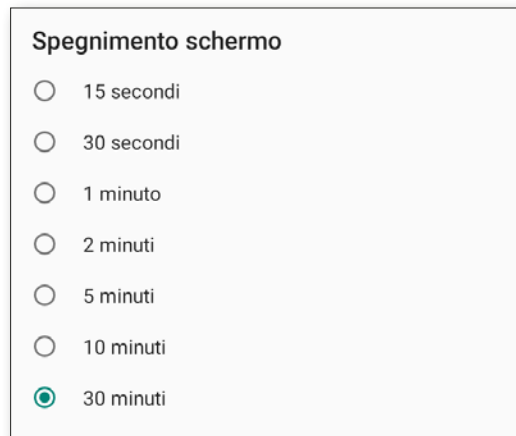 Spegnimento schermo
15 secondi
30 secondi
1 minuto
2 minuti
5 minuti
10 minuti
30 minuti